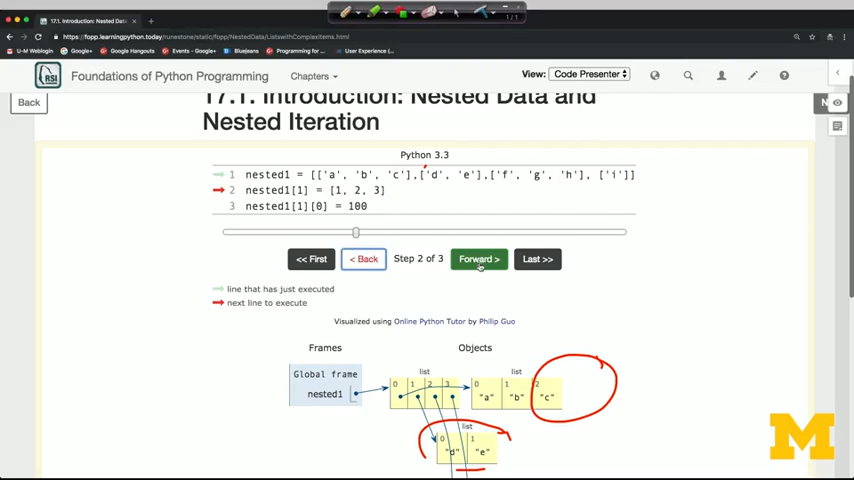 17.1. Introduction: Nested Data
1/1
https://fopp.learningpython.today/runestone/static/fopp/NestedData/ListswithComplexItems.html
U-M Weblogin Google+ Google Hangouts Events - Google+ Bluejeans Programming for ... User Experience (...
RSI Foundations of Python Programming Chapters View: Code Presenter
Back N
17.1. Introduction: Nested Data and
Nested Iteration
Python 3.3
1 nested1 = [['a', 'b', 'c'],['d', 'e'],['f', 'g', 'h'], ['i']]
2 nested1[1] = [1, 2, 3]
3 nested1[1][0] = 100
<< First < Back Step 2 of 3 Forward > Last >>
line that has just executed
next line to execute
Visualized using Online Python Tutor by Philip Guo
Frames Objects
Global frame
nested1
list
0 1 2 3
list
0 1 2
"a" "b" "c"
list
0 1
"d" "e"
M